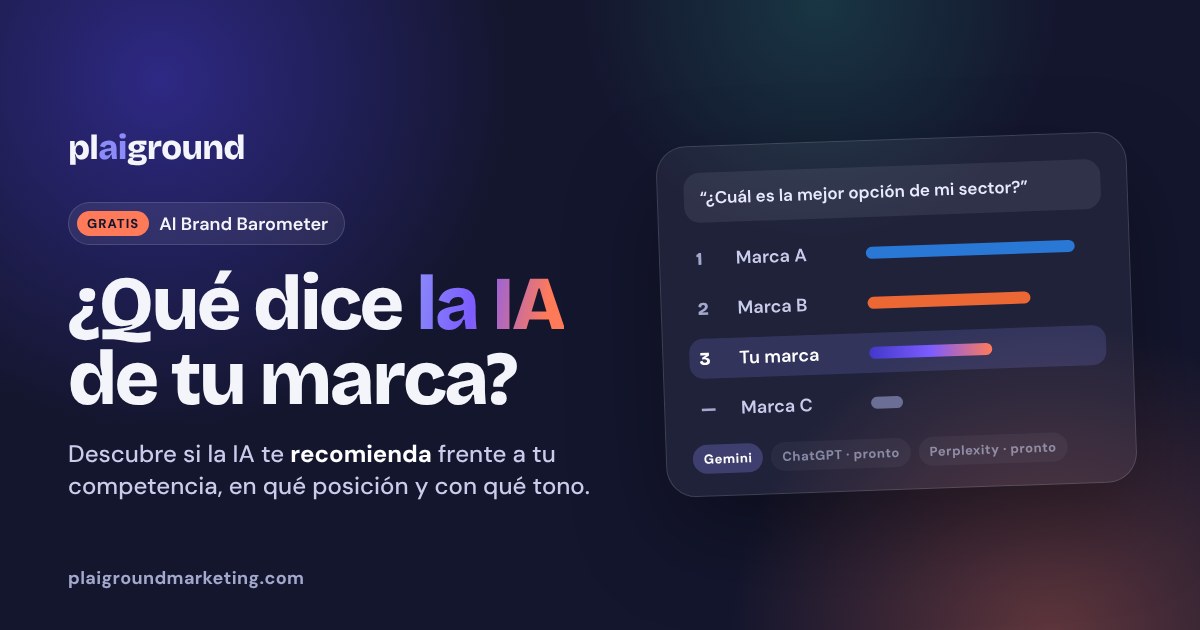 plaiground
GRATIS AI Brand Barometer
¿Qué dice la IA
de tu marca?
Descubre si la IA te recomienda frente a tu
competencia, en qué posición y con qué tono.
plaigroundmarketing.com
“¿Cuál es la mejor opción de mi sector?”
1 Marca A
2 Marca B
3 Tu marca
— Marca C
Gemini ChatGPT · pronto Perplexity · pronto